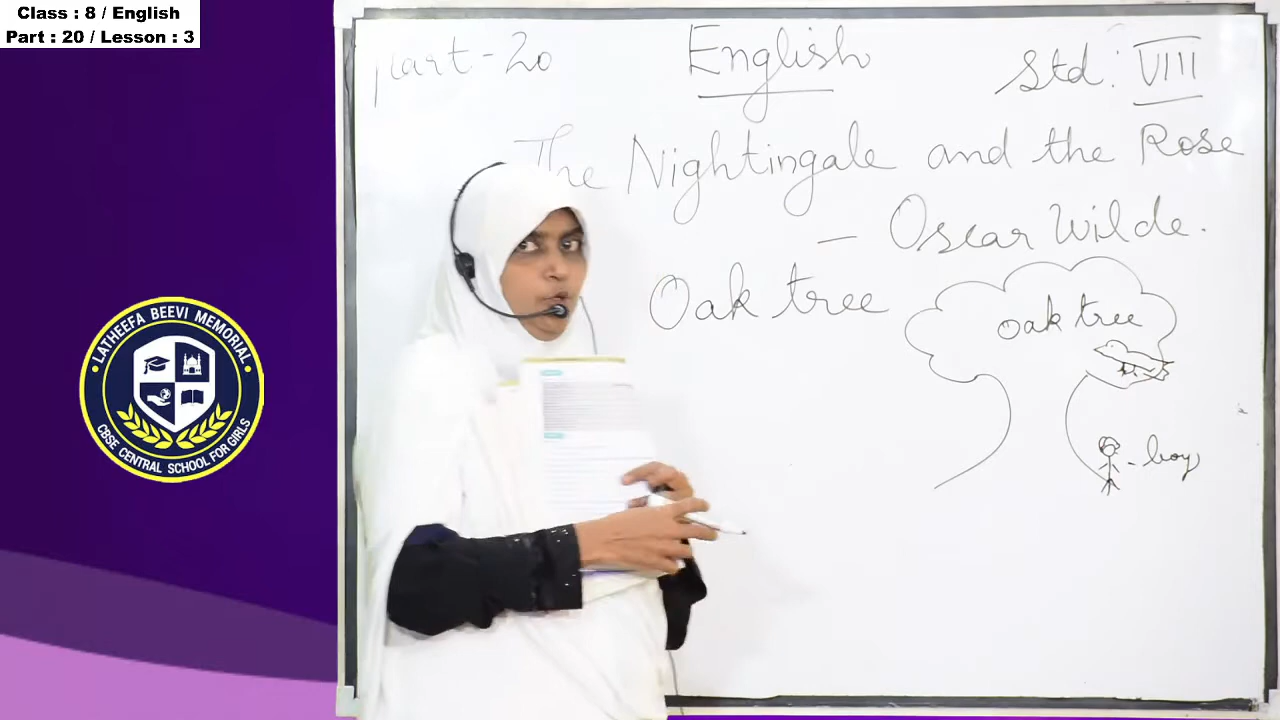 Class : 8 / English
Part : 20 / Lesson : 3
part-20
English
Std: VIII
The Nightingale and the Rose
- Oscar Wilde.
Oak tree
oak tree
- boy
LATHEEFA BEEVI MEMORIAL
CBSE CENTRAL SCHOOL FOR GIRLS